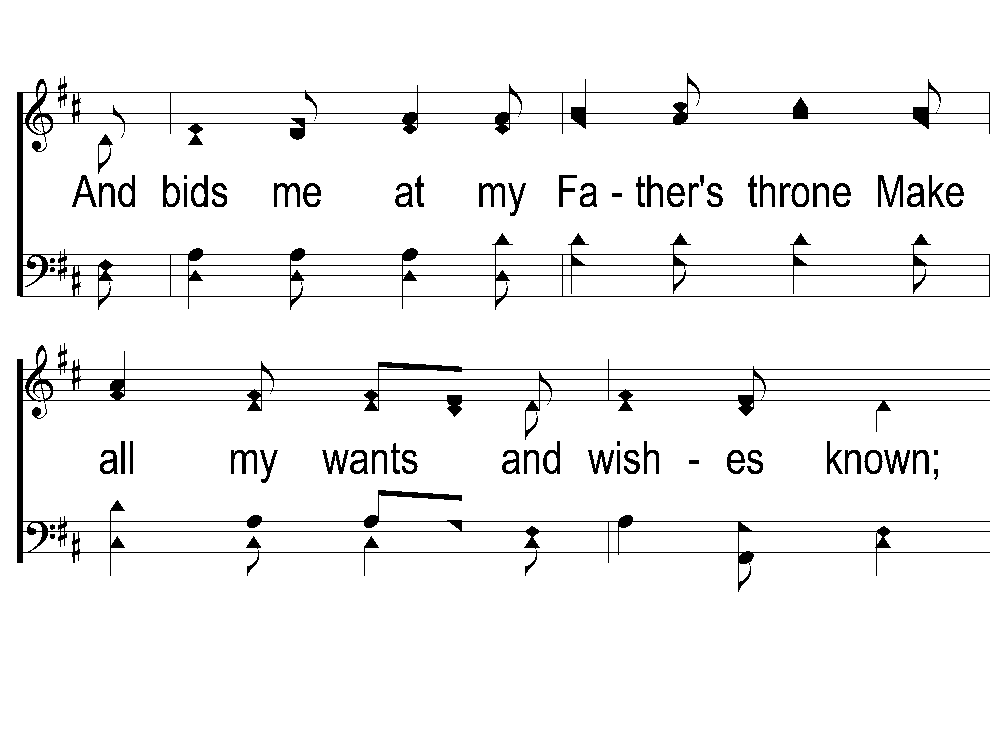 And bids me at my Fa - ther's throne Make
all my wants and wish - es known;